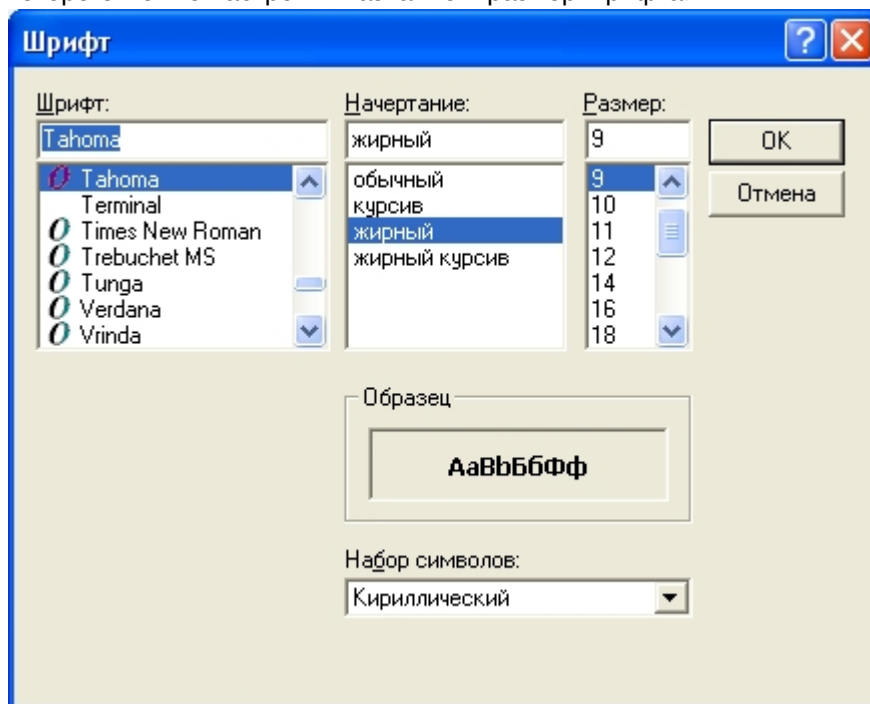 Шрифт
Шрифт:
Tahoma
Tahoma
Terminal
Times New Roman
Trebuchet MS
Tunga
Verdana
Vrinda
Начертание:
жирный
обычный
курсив
жирный
жирный курсив
Размер:
9
9
10
11
12
14
16
18
OK
Отмена
Образец
АаВbБбФф
Набор символов:
Кириллический